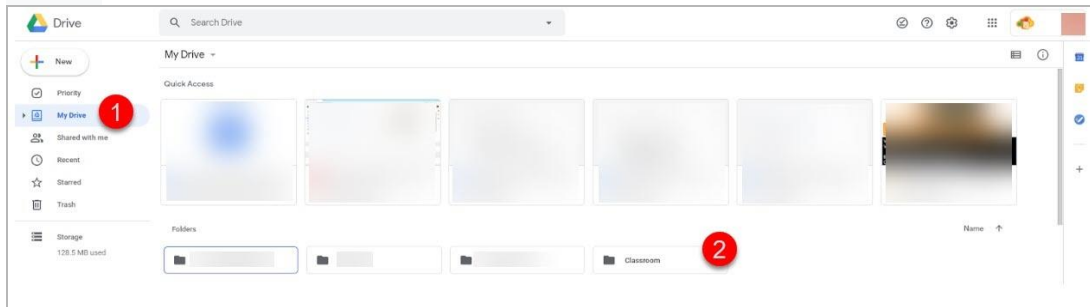 Drive
Search Drive
New
My Drive
Priority
Quick Access
My Drive
1
Shared with me
Recent
Starred
Trash
Folders
Name
Storage
128.5 MB used
Classroom
2